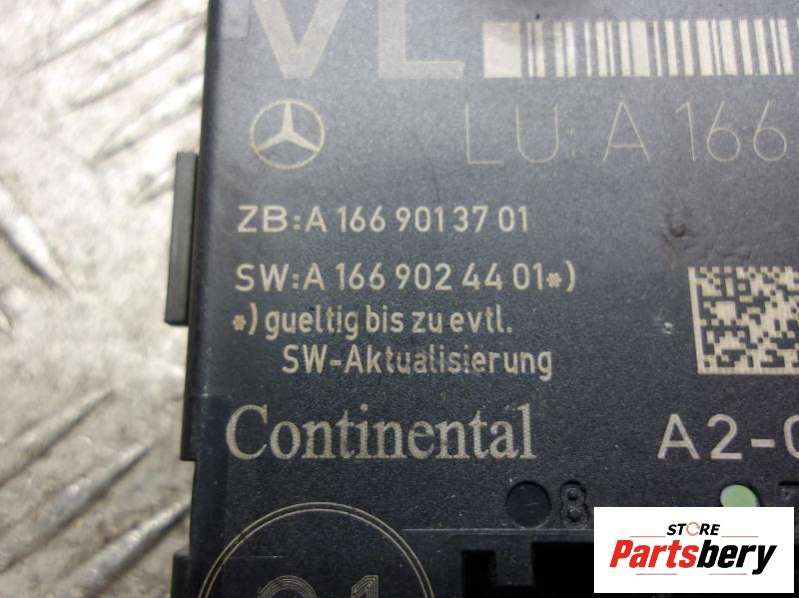 VL
LU: A 166
ZB: A 166 901 37 01
SW: A 166 902 44 01 *)
*) gueltig bis zu evtl.
SW-Aktualisierung
Continental
A2-
8
STORE
Partsbery